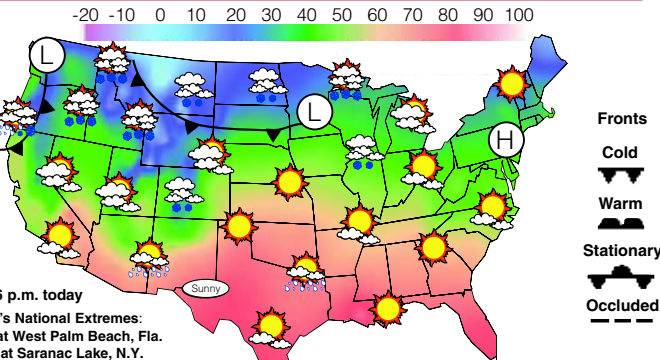 -20 -10 0 10 20 30 40 50 60 70 80 90 100
L
L
H
Fronts
Cold
Warm
Stationary
Occluded
Sunny
p.m. today
's National Extremes:
at West Palm Beach, Fla.
at Saranac Lake, N.Y.